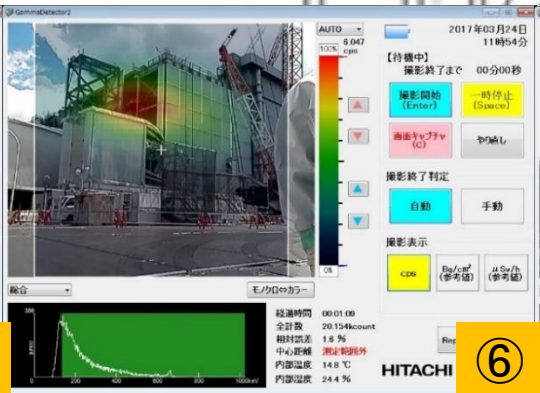 GammaDetector2
AUTO
100%
6.047
cps
0%
2017年03月24日
11時54分
【待機中】
撮影終了まで 00分00秒
撮影開始
(Enter)
一時停止
(Space)
画面キャプチャ
(C)
やり直し
撮影終了判定
自動
手動
撮影表示
cps
Bq/cm²
(参考値)
μSv/h
(参考値)
総合
モノクロ⇔カラー
0
200
400
600
800
1000keV
経過時間 00:01:09
全計数 20.154kcount
相対誤差 1.6 %
中心距離 測定範囲外
内部温度 14.8 ℃
内部湿度 24.4 %
Rep
HITACHI
⑥